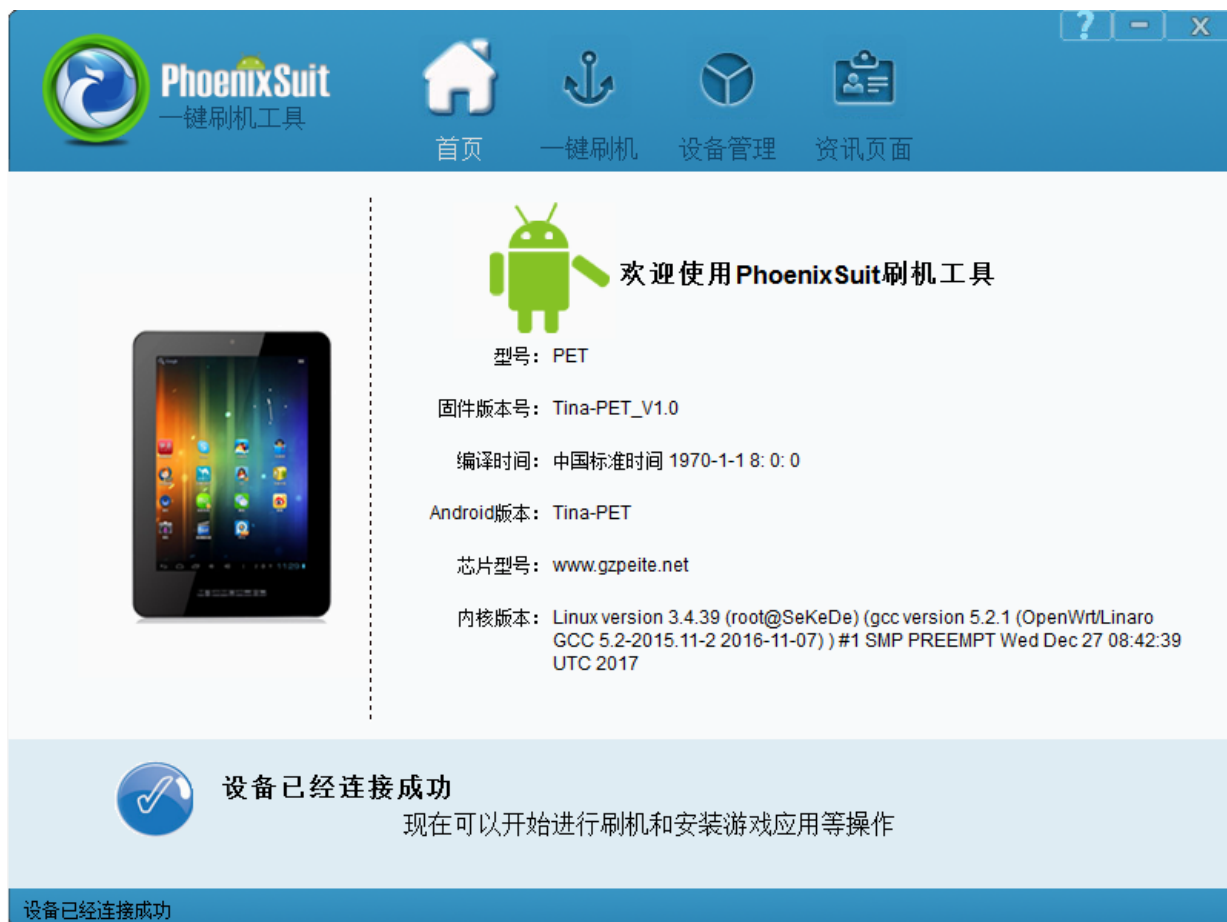 ? - X
PhoenixSuit
一键刷机工具
首页 一键刷机 设备管理 资讯页面
欢迎使用PhoenixSuit刷机工具
型号： PET
固件版本号： Tina-PET_V1.0
编译时间： 中国标准时间 1970-1-1 8: 0: 0
Android版本： Tina-PET
芯片型号： www.gzpeite.net
内核版本： Linux version 3.4.39 (root@SeKeDe) (gcc version 5.2.1 (OpenWrt/Linaro
GCC 5.2-2015.11-2 2016-11-07) ) #1 SMP PREEMPT Wed Dec 27 08:42:39
UTC 2017
设备已经连接成功
现在可以开始进行刷机和安装游戏应用等操作
设备已经连接成功